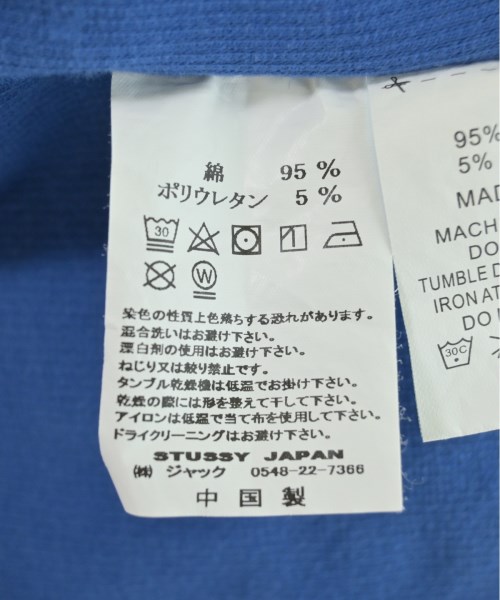 綿 95 %
ポリウレタン 5 %
30
W
染色の性質上色落ちする恐れがあります。
混合洗いはお避け下さい。
漂白剤の使用はお避け下さい。
ねじり又は絞り禁止です。
タンブル乾燥機は低温でお掛け下さい。
乾燥の際には形を整えて干して下さい。
アイロンは低温で当て布を使用して下さい。
ドライクリーニングはお避け下さい。
STUSSY JAPAN
㈱ ジャック 0548-22-7366
中国製
95%
5%
MAD
MACH
DO
TUMBLE D
IRON AT
DO
30C